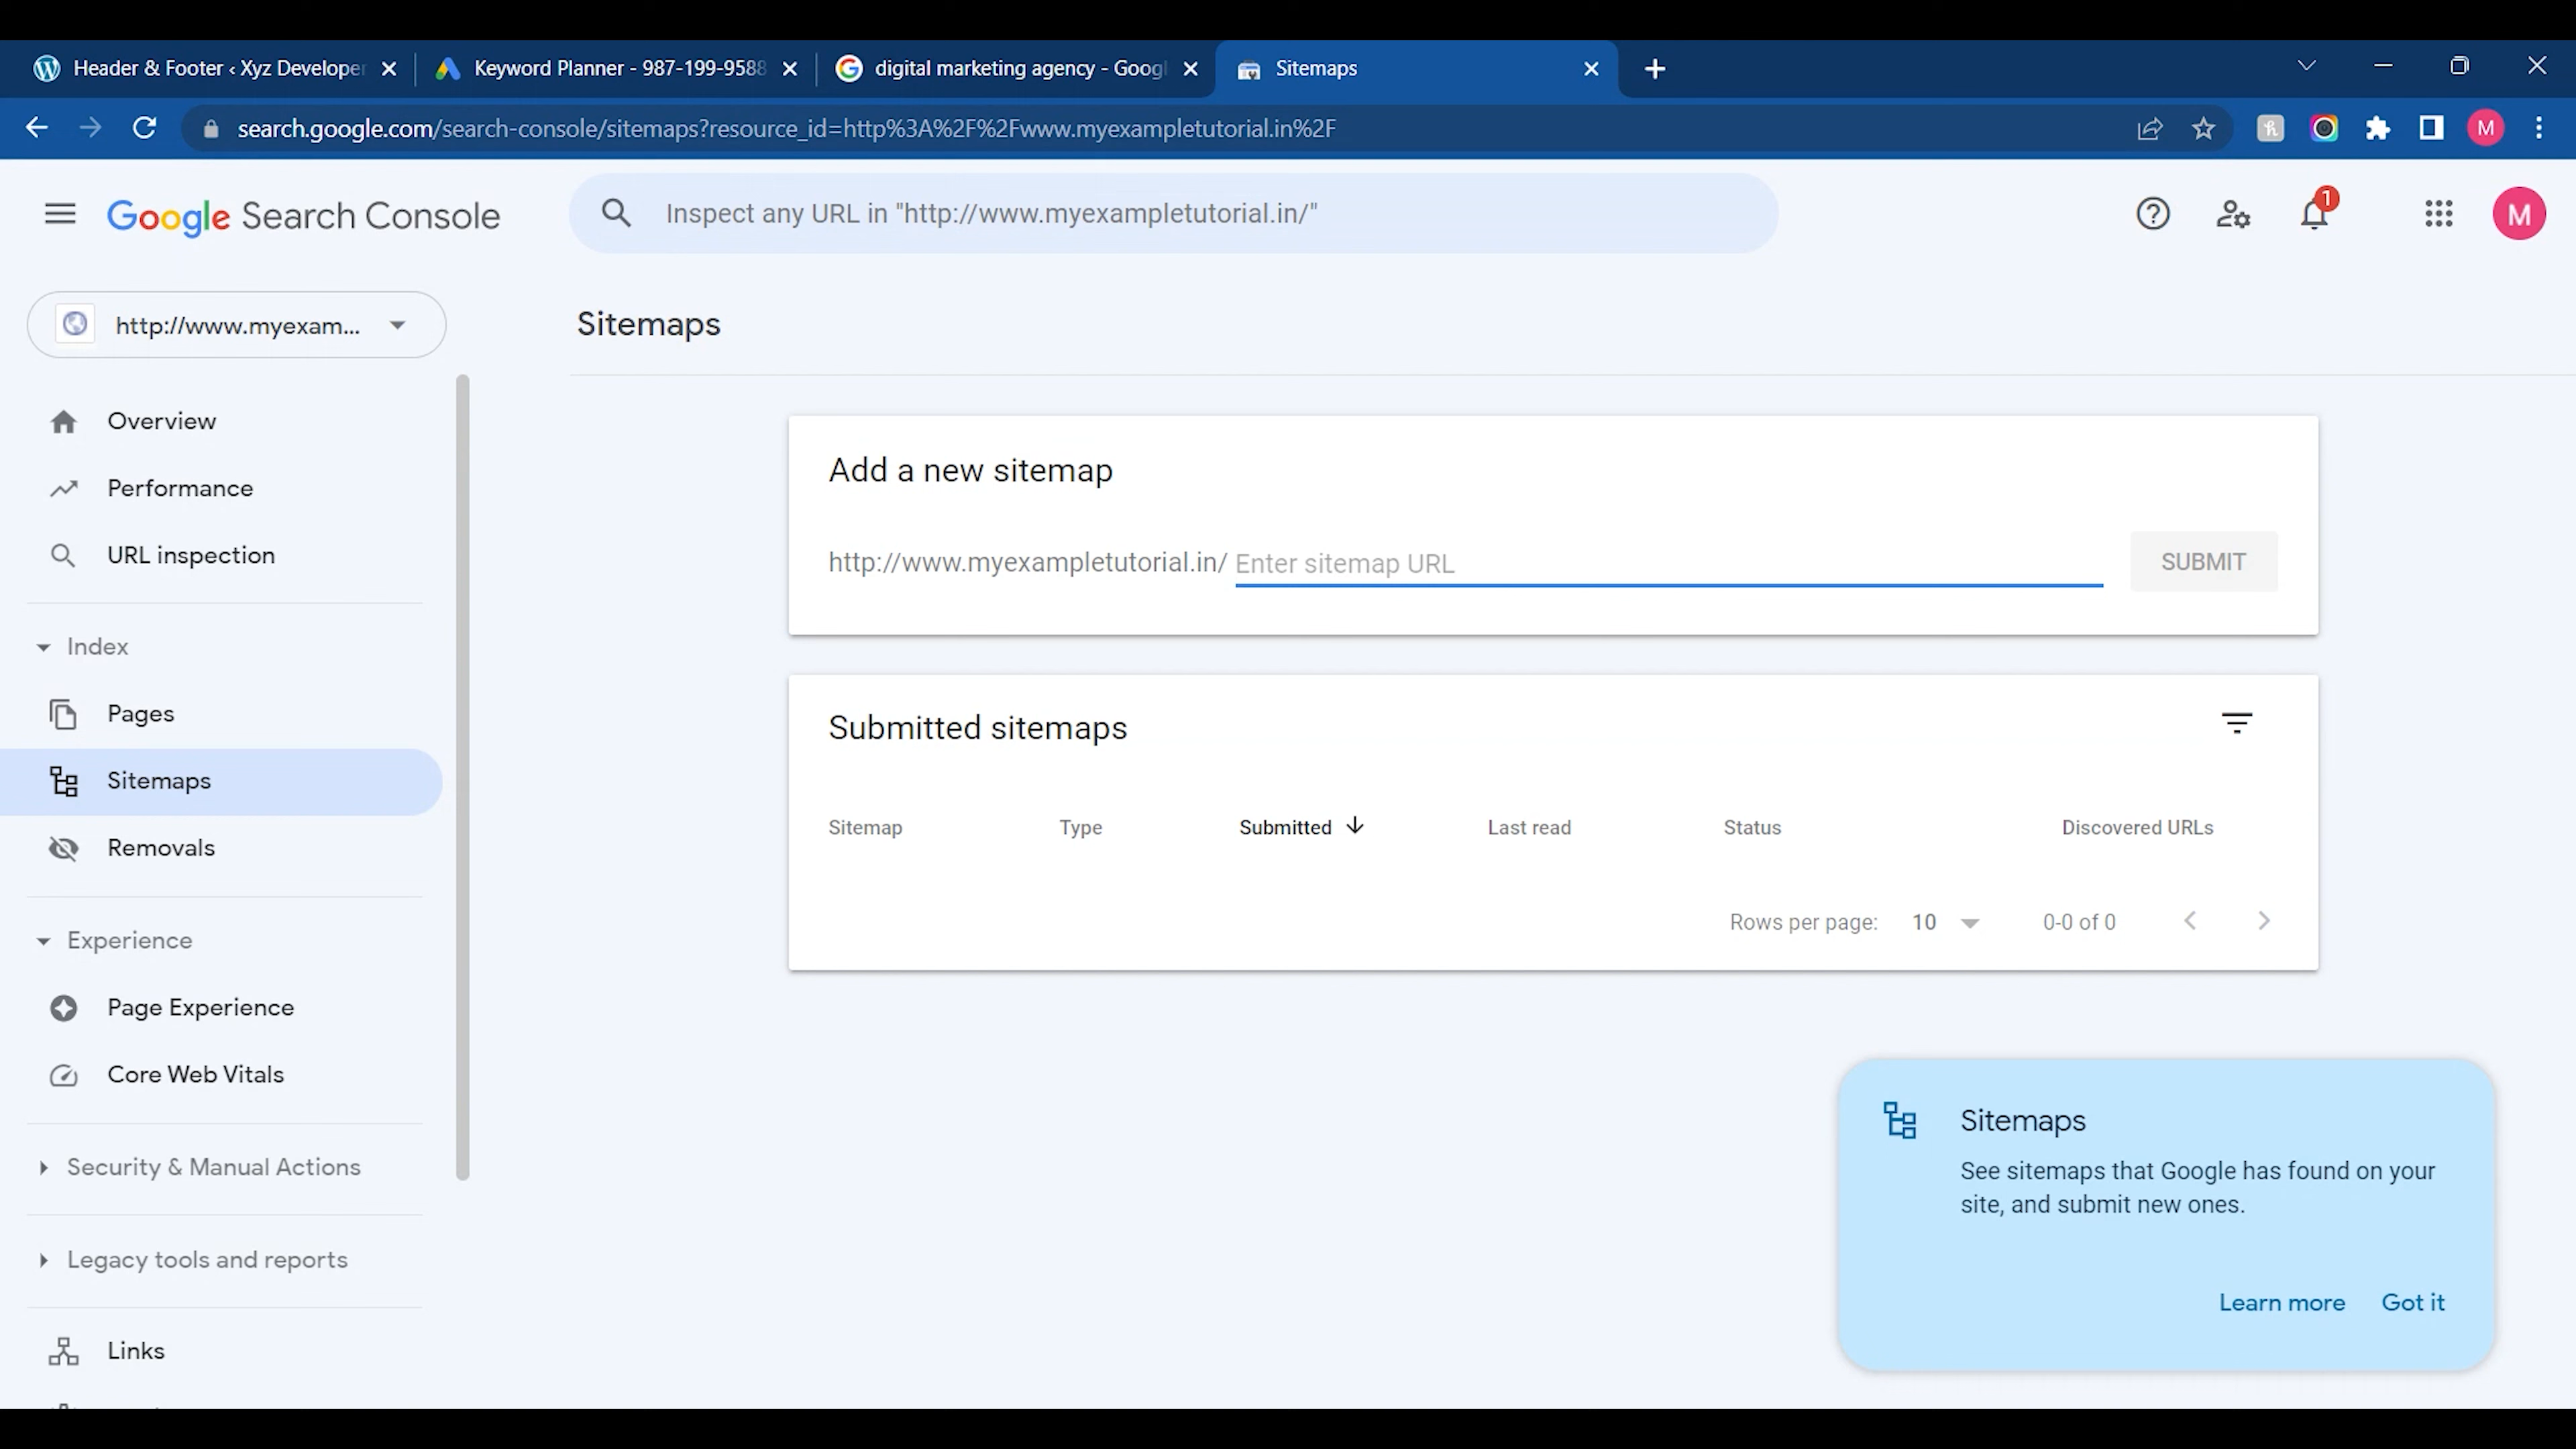 Header & Footer ‹ Xyz Developer
Keyword Planner - 987-199-9588
digital marketing agency - Googl
Sitemaps
search.google.com/search-console/sitemaps?resource_id=http%3A%2F%2Fwww.myexampletutorial.in%2F
M
Google Search Console
Inspect any URL in "http://www.myexampletutorial.in/"
1
M
http://www.myexam...
Sitemaps
Overview
Performance
URL inspection
Index
Pages
Sitemaps
Removals
Experience
Page Experience
Core Web Vitals
Security & Manual Actions
Legacy tools and reports
Links
Add a new sitemap
http://www.myexampletutorial.in/ Enter sitemap URL
SUBMIT
Submitted sitemaps
Sitemap Type Submitted Last read Status Discovered URLs
Rows per page: 10 0-0 of 0
Sitemaps
See sitemaps that Google has found on your
site, and submit new ones.
Learn more Got it